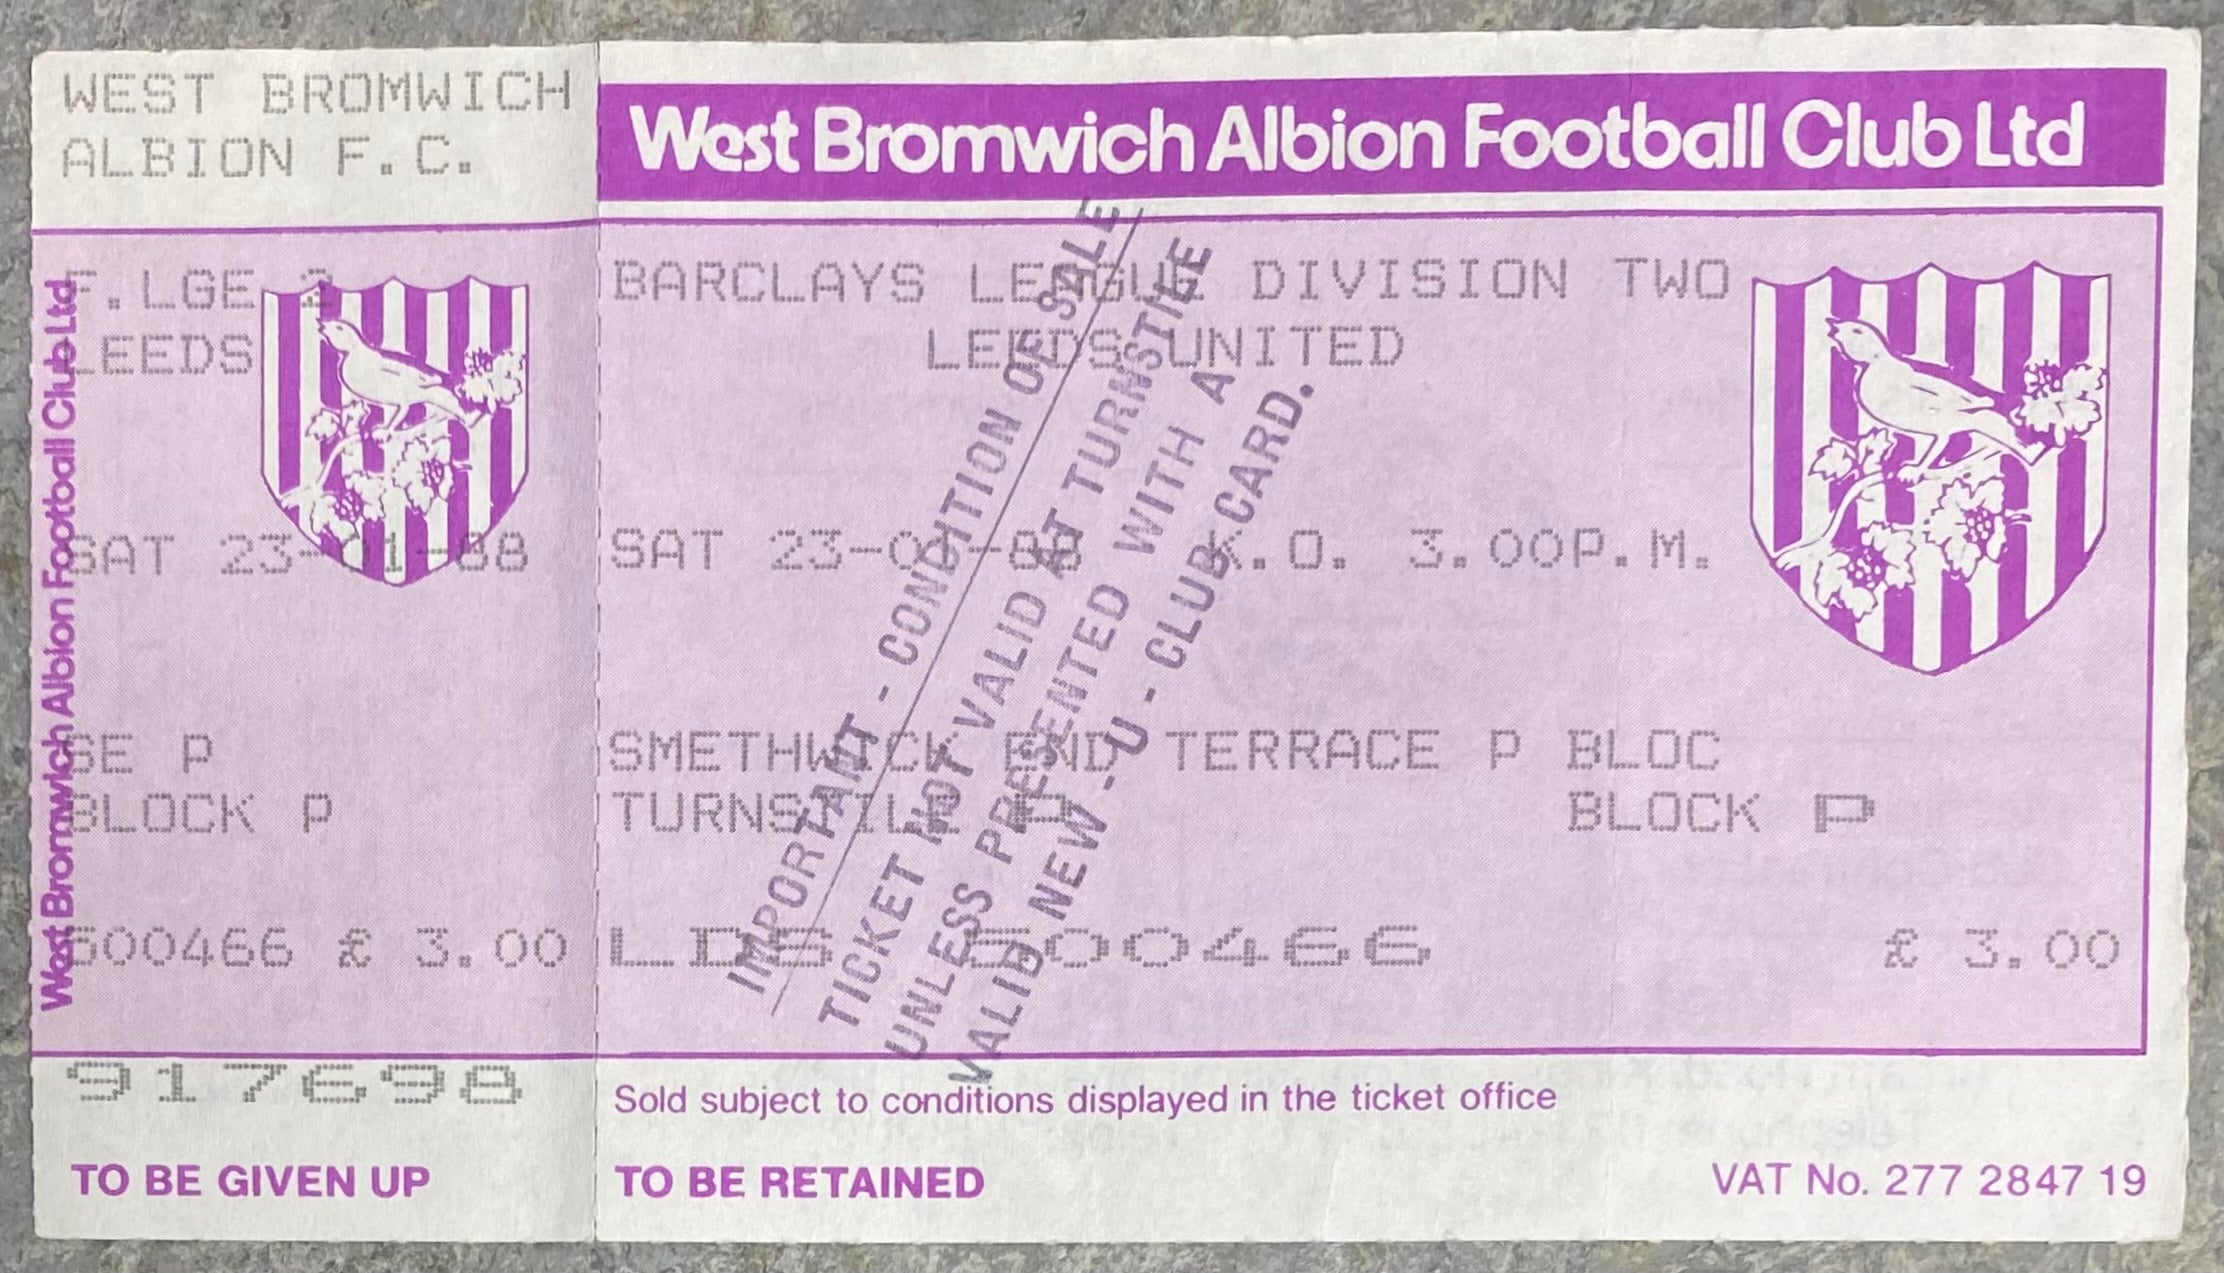 WEST BROMWICH
ALBION F.C.
West Bromwich Albion Football Club Ltd
F.LGE 2
LEEDS
SAT 23-01-88
SE P
BLOCK P
500466 £ 3.00
917698
TO BE GIVEN UP
West Bromwich Albion Football Club Ltd
BARCLAYS LEAGUE DIVISION TWO
LEEDS UNITED
SAT 23-01-88 K.O. 3.00P.M.
SMETHWICK END TERRACE P BLOC
TURNSTILE P BLOCK P
LDS 500466 £ 3.00
IMPORTANT - CONDITION OF SALE
TICKET NOT VALID AT TURNSTILE
UNLESS PRESENTED WITH A
VALID NEW - U - CLUB CARD.
Sold subject to conditions displayed in the ticket office
TO BE RETAINED
VAT No. 277 2847 19